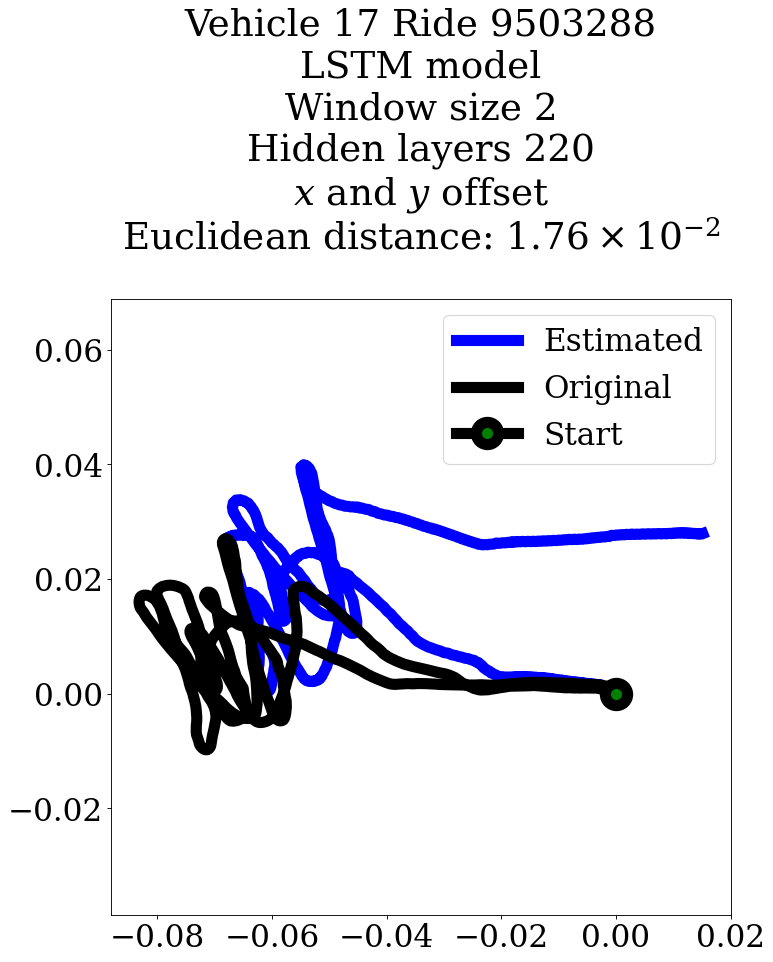 Vehicle 17 Ride 9503288
LSTM model
Window size 2
Hidden layers 220
x and y offset
Euclidean distance: 1.76 × 10⁻²
Estimated
Original
Start
0.06
0.04
0.02
0.00
−0.02
−0.08 −0.06 −0.04 −0.02 0.00 0.02